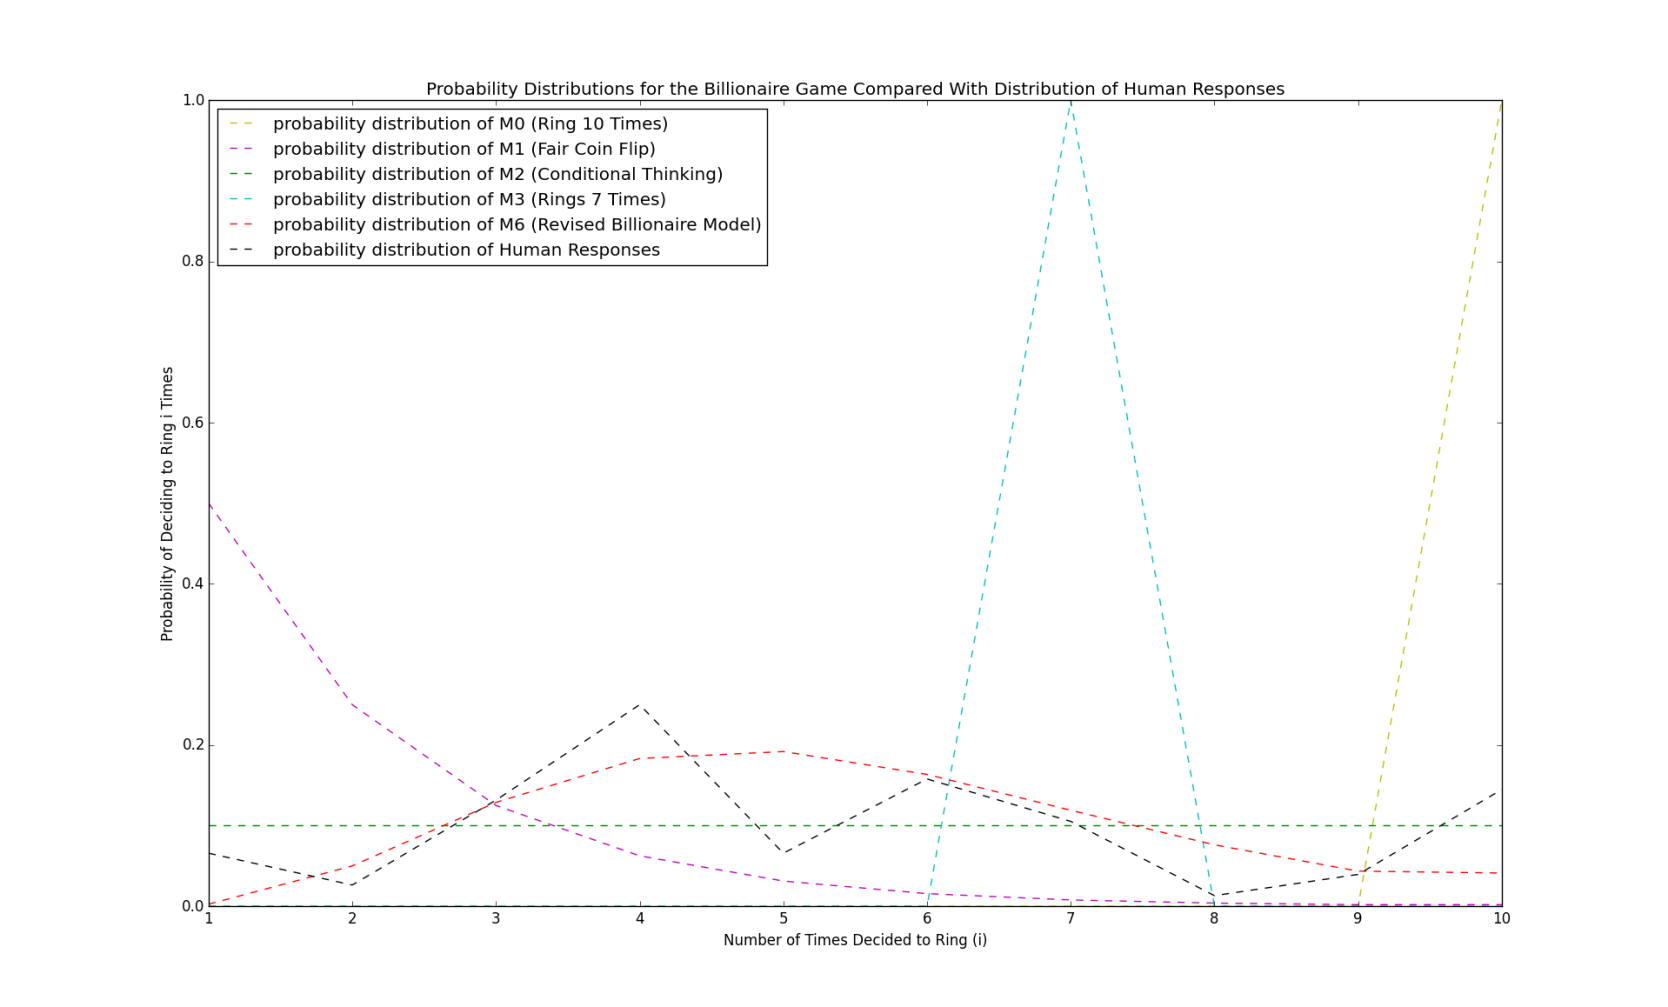 Probability Distributions for the Billionaire Game Compared With Distribution of Human Responses
probability distribution of M0 (Ring 10 Times)
probability distribution of M1 (Fair Coin Flip)
probability distribution of M2 (Conditional Thinking)
probability distribution of M3 (Rings 7 Times)
probability distribution of M6 (Revised Billionaire Model)
probability distribution of Human Responses
Probability of Deciding to Ring i Times
1.0
0.8
0.6
0.4
0.2
0.0
1 2 3 4 5 6 7 8 9 10
Number of Times Decided to Ring (i)